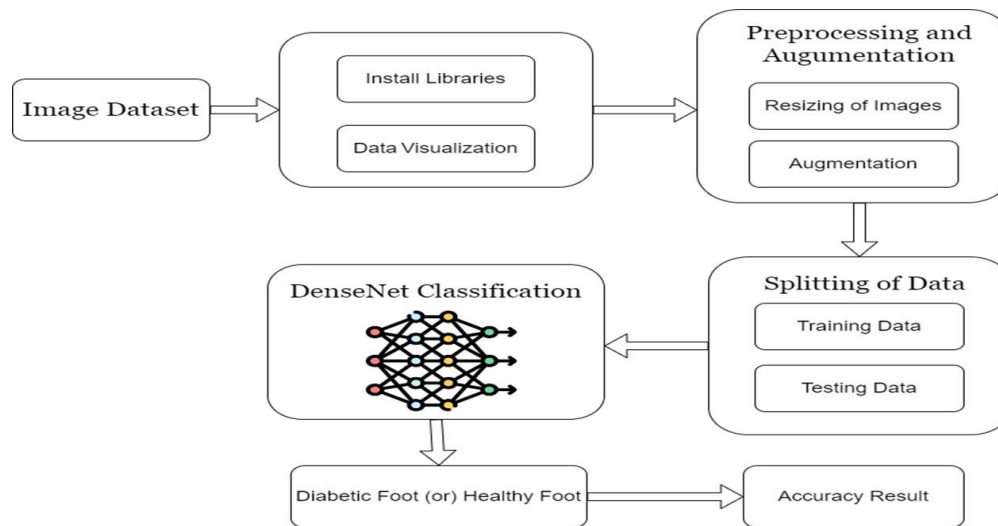 Image Dataset
Install Libraries
Data Visualization
Preprocessing and
Augumentation
Resizing of Images
Augmentation
Splitting of Data
Training Data
Testing Data
DenseNet Classification
Diabetic Foot (or) Healthy Foot
Accuracy Result